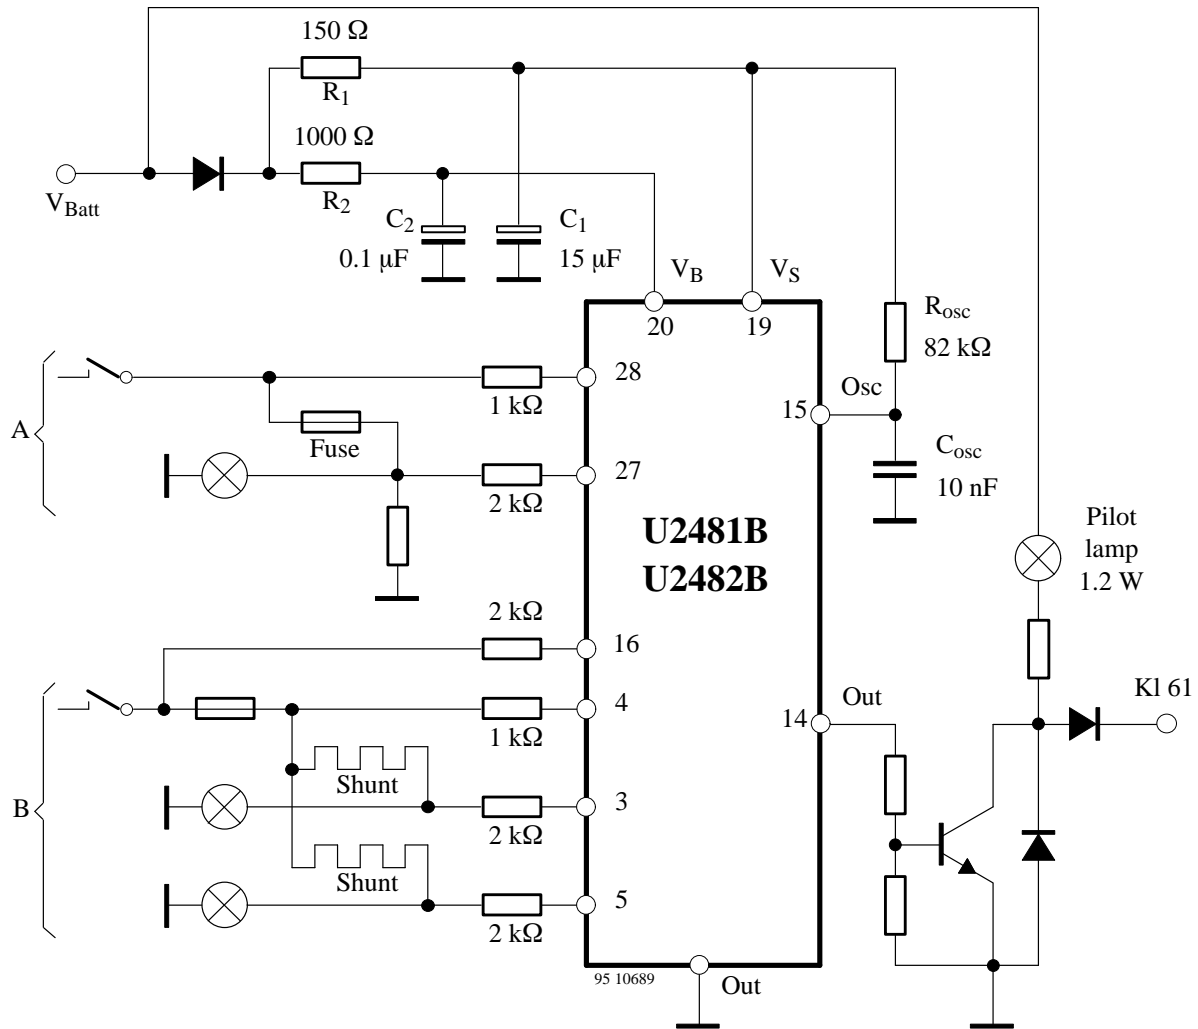 150 Ω
R1
1000 Ω
R2
VBatt
C2
0.1 µF
C1
15 µF
VB
VS
20
19
Rosc
82 kΩ
A
28
1 kΩ
Osc
15
Fuse
Cosc
10 nF
27
2 kΩ
U2481B
U2482B
Pilot
lamp
1.2 W
2 kΩ
16
Out
Kl 61
4
14
1 kΩ
Shunt
B
3
2 kΩ
Shunt
5
2 kΩ
95 10689
Out